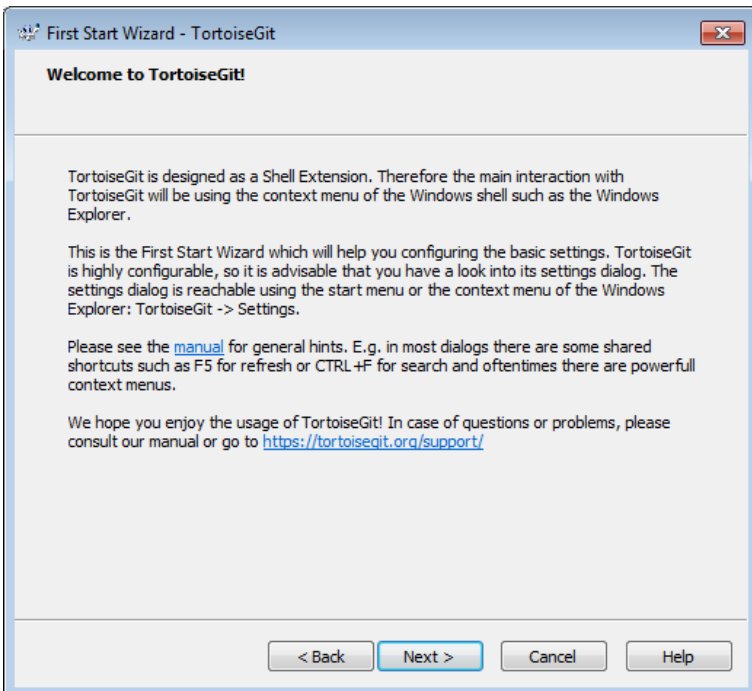 First Start Wizard - TortoiseGit
Welcome to TortoiseGit!
TortoiseGit is designed as a Shell Extension. Therefore the main interaction with
TortoiseGit will be using the context menu of the Windows shell such as the Windows
Explorer.
This is the First Start Wizard which will help you configuring the basic settings. TortoiseGit
is highly configurable, so it is advisable that you have a look into its settings dialog. The
settings dialog is reachable using the start menu or the context menu of the Windows
Explorer: TortoiseGit -> Settings.
Please see the manual for general hints. E.g. in most dialogs there are some shared
shortcuts such as F5 for refresh or CTRL+F for search and oftentimes there are powerfull
context menus.
We hope you enjoy the usage of TortoiseGit! In case of questions or problems, please
consult our manual or go to https://tortoisegit.org/support/
< Back Next > Cancel Help